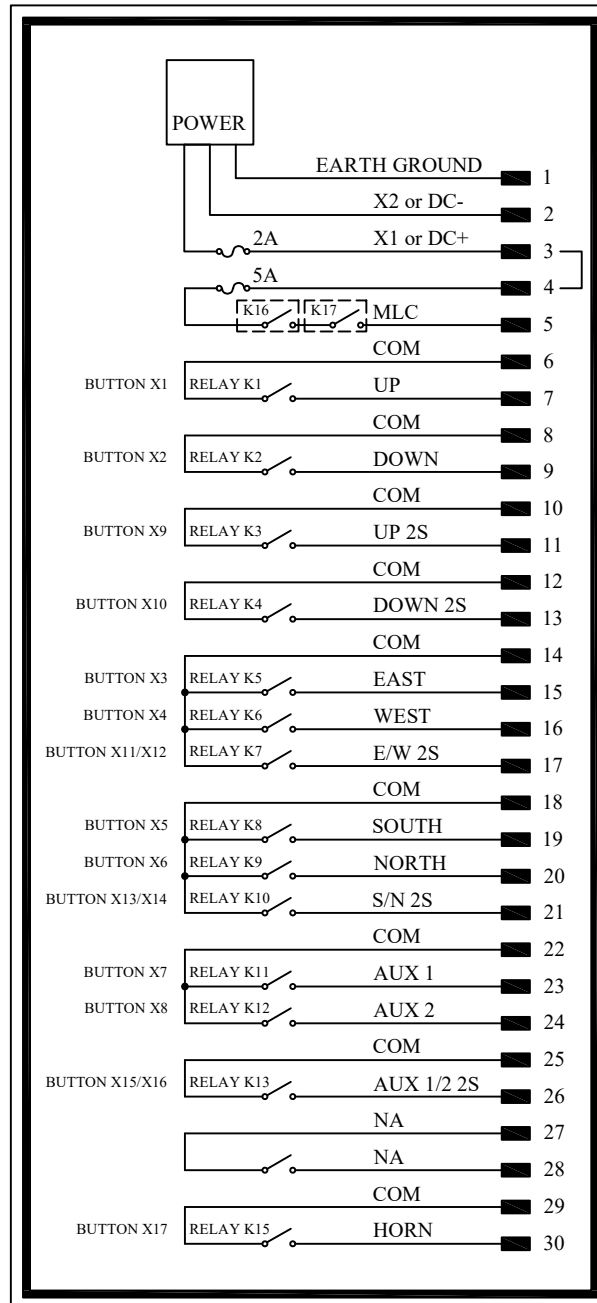 POWER
EARTH GROUND 1
X2 or DC- 2
2A X1 or DC+ 3
5A 4
K16 K17 MLC 5
COM 6
BUTTON X1 RELAY K1 UP 7
COM 8
BUTTON X2 RELAY K2 DOWN 9
COM 10
BUTTON X9 RELAY K3 UP 2S 11
COM 12
BUTTON X10 RELAY K4 DOWN 2S 13
COM 14
BUTTON X3 RELAY K5 EAST 15
BUTTON X4 RELAY K6 WEST 16
BUTTON X11/X12 RELAY K7 E/W 2S 17
COM 18
BUTTON X5 RELAY K8 SOUTH 19
BUTTON X6 RELAY K9 NORTH 20
BUTTON X13/X14 RELAY K10 S/N 2S 21
COM 22
BUTTON X7 RELAY K11 AUX 1 23
BUTTON X8 RELAY K12 AUX 2 24
COM 25
BUTTON X15/X16 RELAY K13 AUX 1/2 2S 26
NA 27
NA 28
COM 29
BUTTON X17 RELAY K15 HORN 30